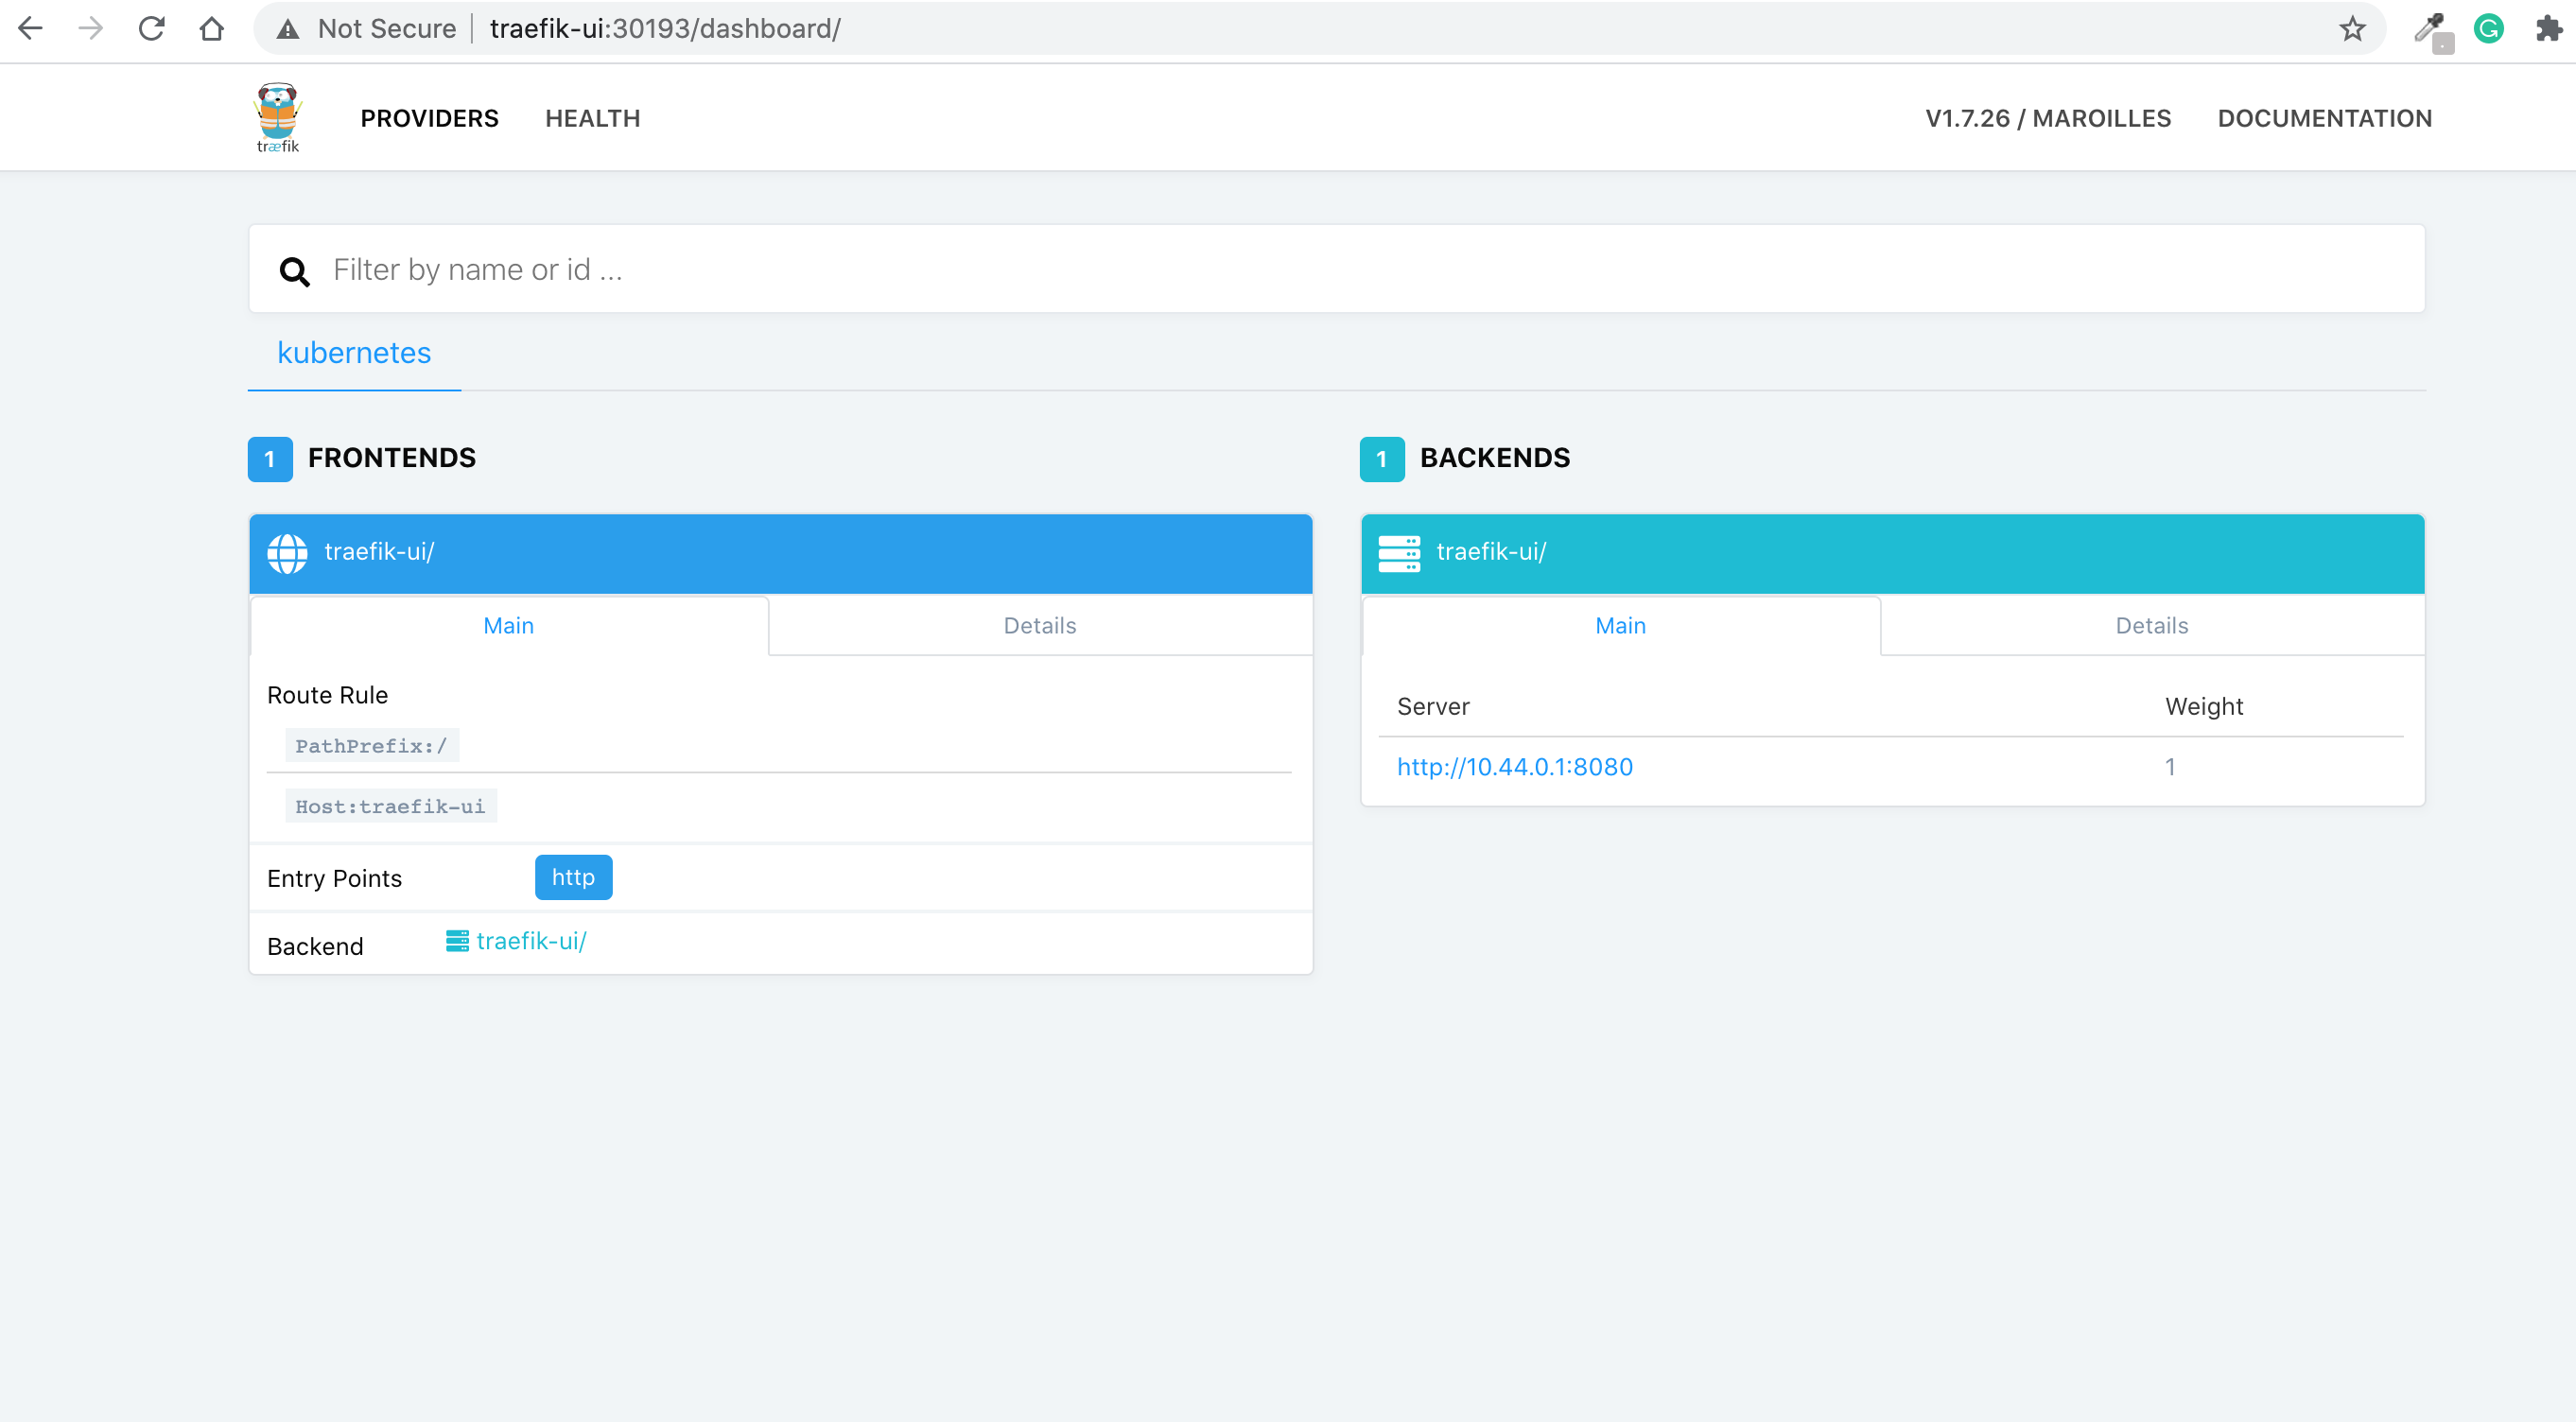 Not Secure traefik-ui:30193/dashboard/
træfik
PROVIDERS HEALTH V1.7.26 / MAROILLES DOCUMENTATION
Filter by name or id ...
kubernetes
1 FRONTENDS
traefik-ui/
Main Details
Route Rule
PathPrefix:/
Host:traefik-ui
Entry Points http
Backend traefik-ui/
1 BACKENDS
traefik-ui/
Main Details
Server Weight
http://10.44.0.1:8080 1